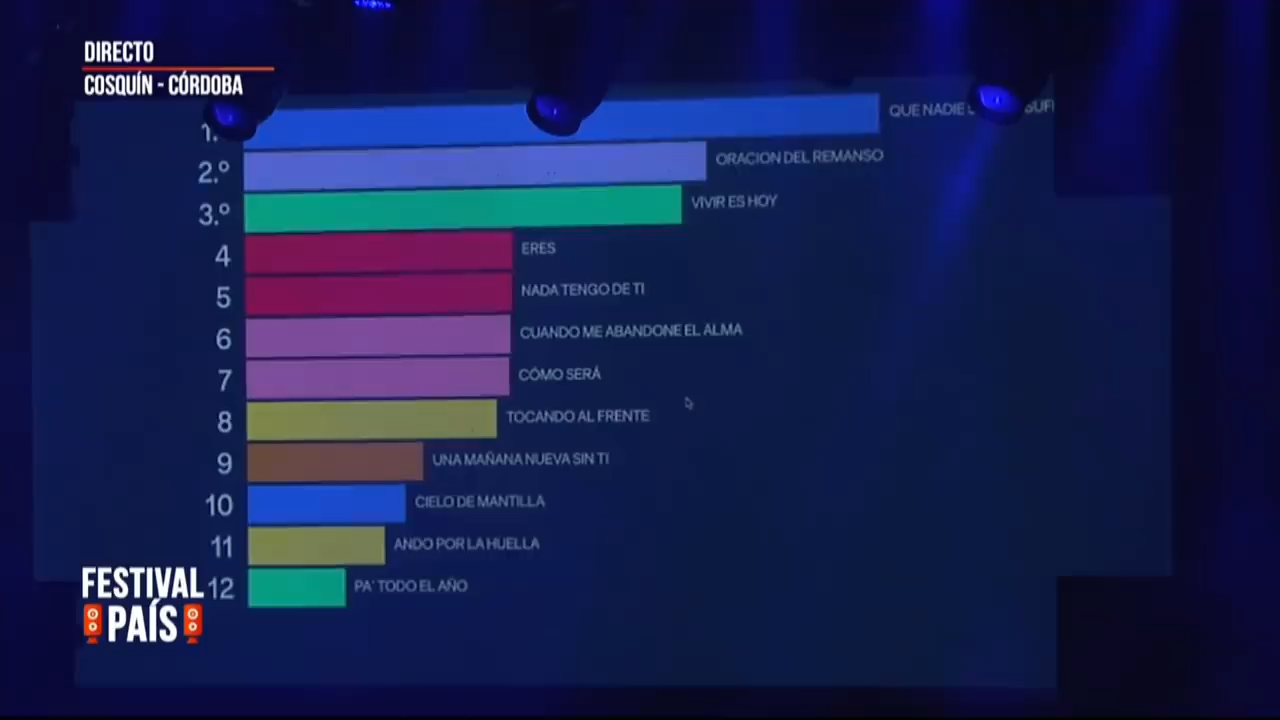 DIRECTO
COSQUÍN - CÓRDOBA
1.º QUE NADIE
2.º ORACION DEL REMANSO
3.º VIVIR ES HOY
4 ERES
5 NADA TENGO DE TI
6 CUANDO ME ABANDONE EL ALMA
7 CÓMO SERÁ
8 TOCANDO AL FRENTE
9 UNA MAÑANA NUEVA SIN TI
10 CIELO DE MANTILLA
11 ANDO POR LA HUELLA
12 PA' TODO EL AÑO
FESTIVAL
PAÍS